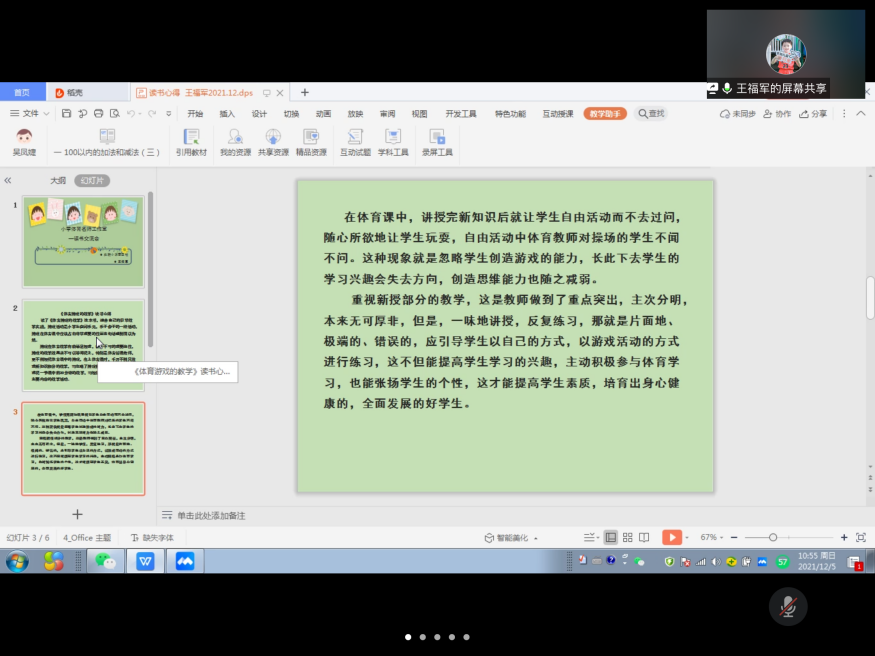 王福军的屏幕共享
首页
稻壳
读书心得 王福军2021.12.dps
文件
开始 插入 设计 切换 动画 放映 审阅 视图 开发工具 特色功能 互动授课 教学助手 查找
未同步 协作 分享
吴凤婕
一 100以内的加法和减法（三）
引用教材 我的资源 共享资源 精品资源 互动试题 学科工具 录屏工具
大纲 幻灯片
1
2
《体育游戏的教学》读书心...
3
在体育课中，讲授完新知识后就让学生自由活动而不去过问，
随心所欲地让学生玩耍，自由活动中体育教师对操场的学生不闻
不问。这种现象就是忽略学生创造游戏的能力，长此下去学生的
学习兴趣会失去方向，创造思维能力也随之减弱。
重视新授部分的教学，这是教师做到了重点突出，主次分明，
本来无可厚非，但是，一味地讲授，反复练习，那就是片面地、
极端的、错误的，应引导学生以自己的方式，以游戏活动的方式
进行练习，这不但能提高学生学习的兴趣，主动积极参与体育学
习，也能张扬学生的个性，这才能提高学生素质，培育出身心健
康的，全面发展的好学生。
单击此处添加备注
幻灯片 3 / 6
4_Office 主题
缺失字体
智能美化
67%
57
10:55 周日
2021/12/5
1